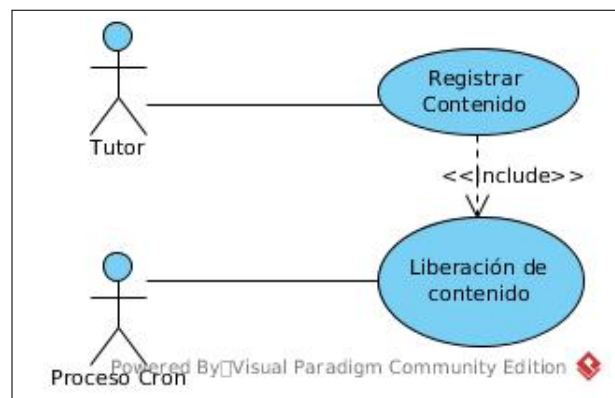 Registrar
Contenido
Tutor
<<Include>>
Liberación de
contenido
Powered By Visual Paradigm Community Edition
Proceso Cron